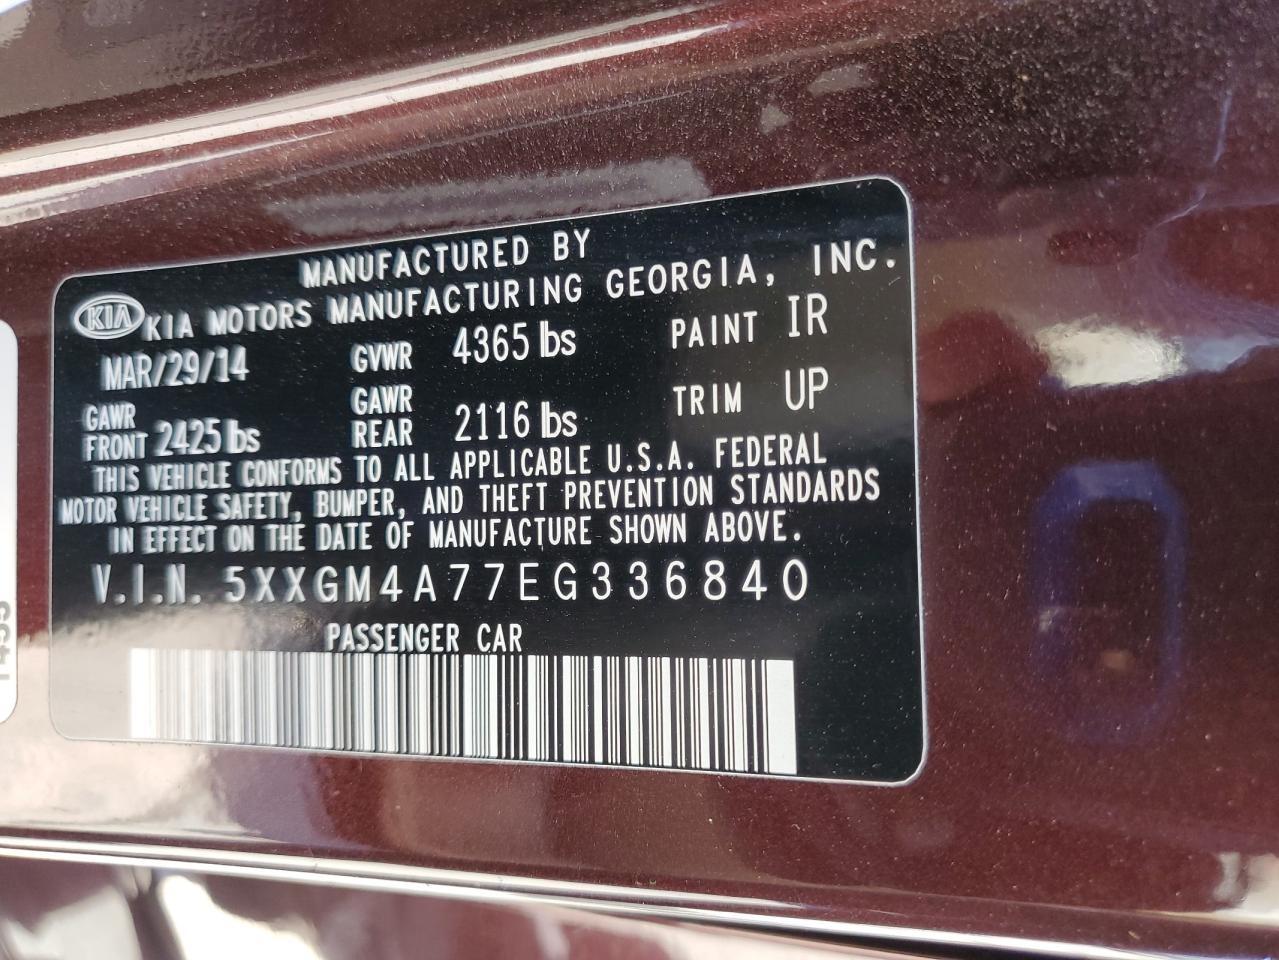 MANUFACTURED BY
KIA KIA MOTORS MANUFACTURING GEORGIA, INC.
MAR/29/14 GVWR 4365 lbs PAINT IR
GAWR FRONT 2425 lbs GAWR REAR 2116 lbs TRIM UP
THIS VEHICLE CONFORMS TO ALL APPLICABLE U.S.A. FEDERAL
MOTOR VEHICLE SAFETY, BUMPER, AND THEFT PREVENTION STANDARDS
IN EFFECT ON THE DATE OF MANUFACTURE SHOWN ABOVE.
V.I.N. 5XXGM4A77EG336840
PASSENGER CAR